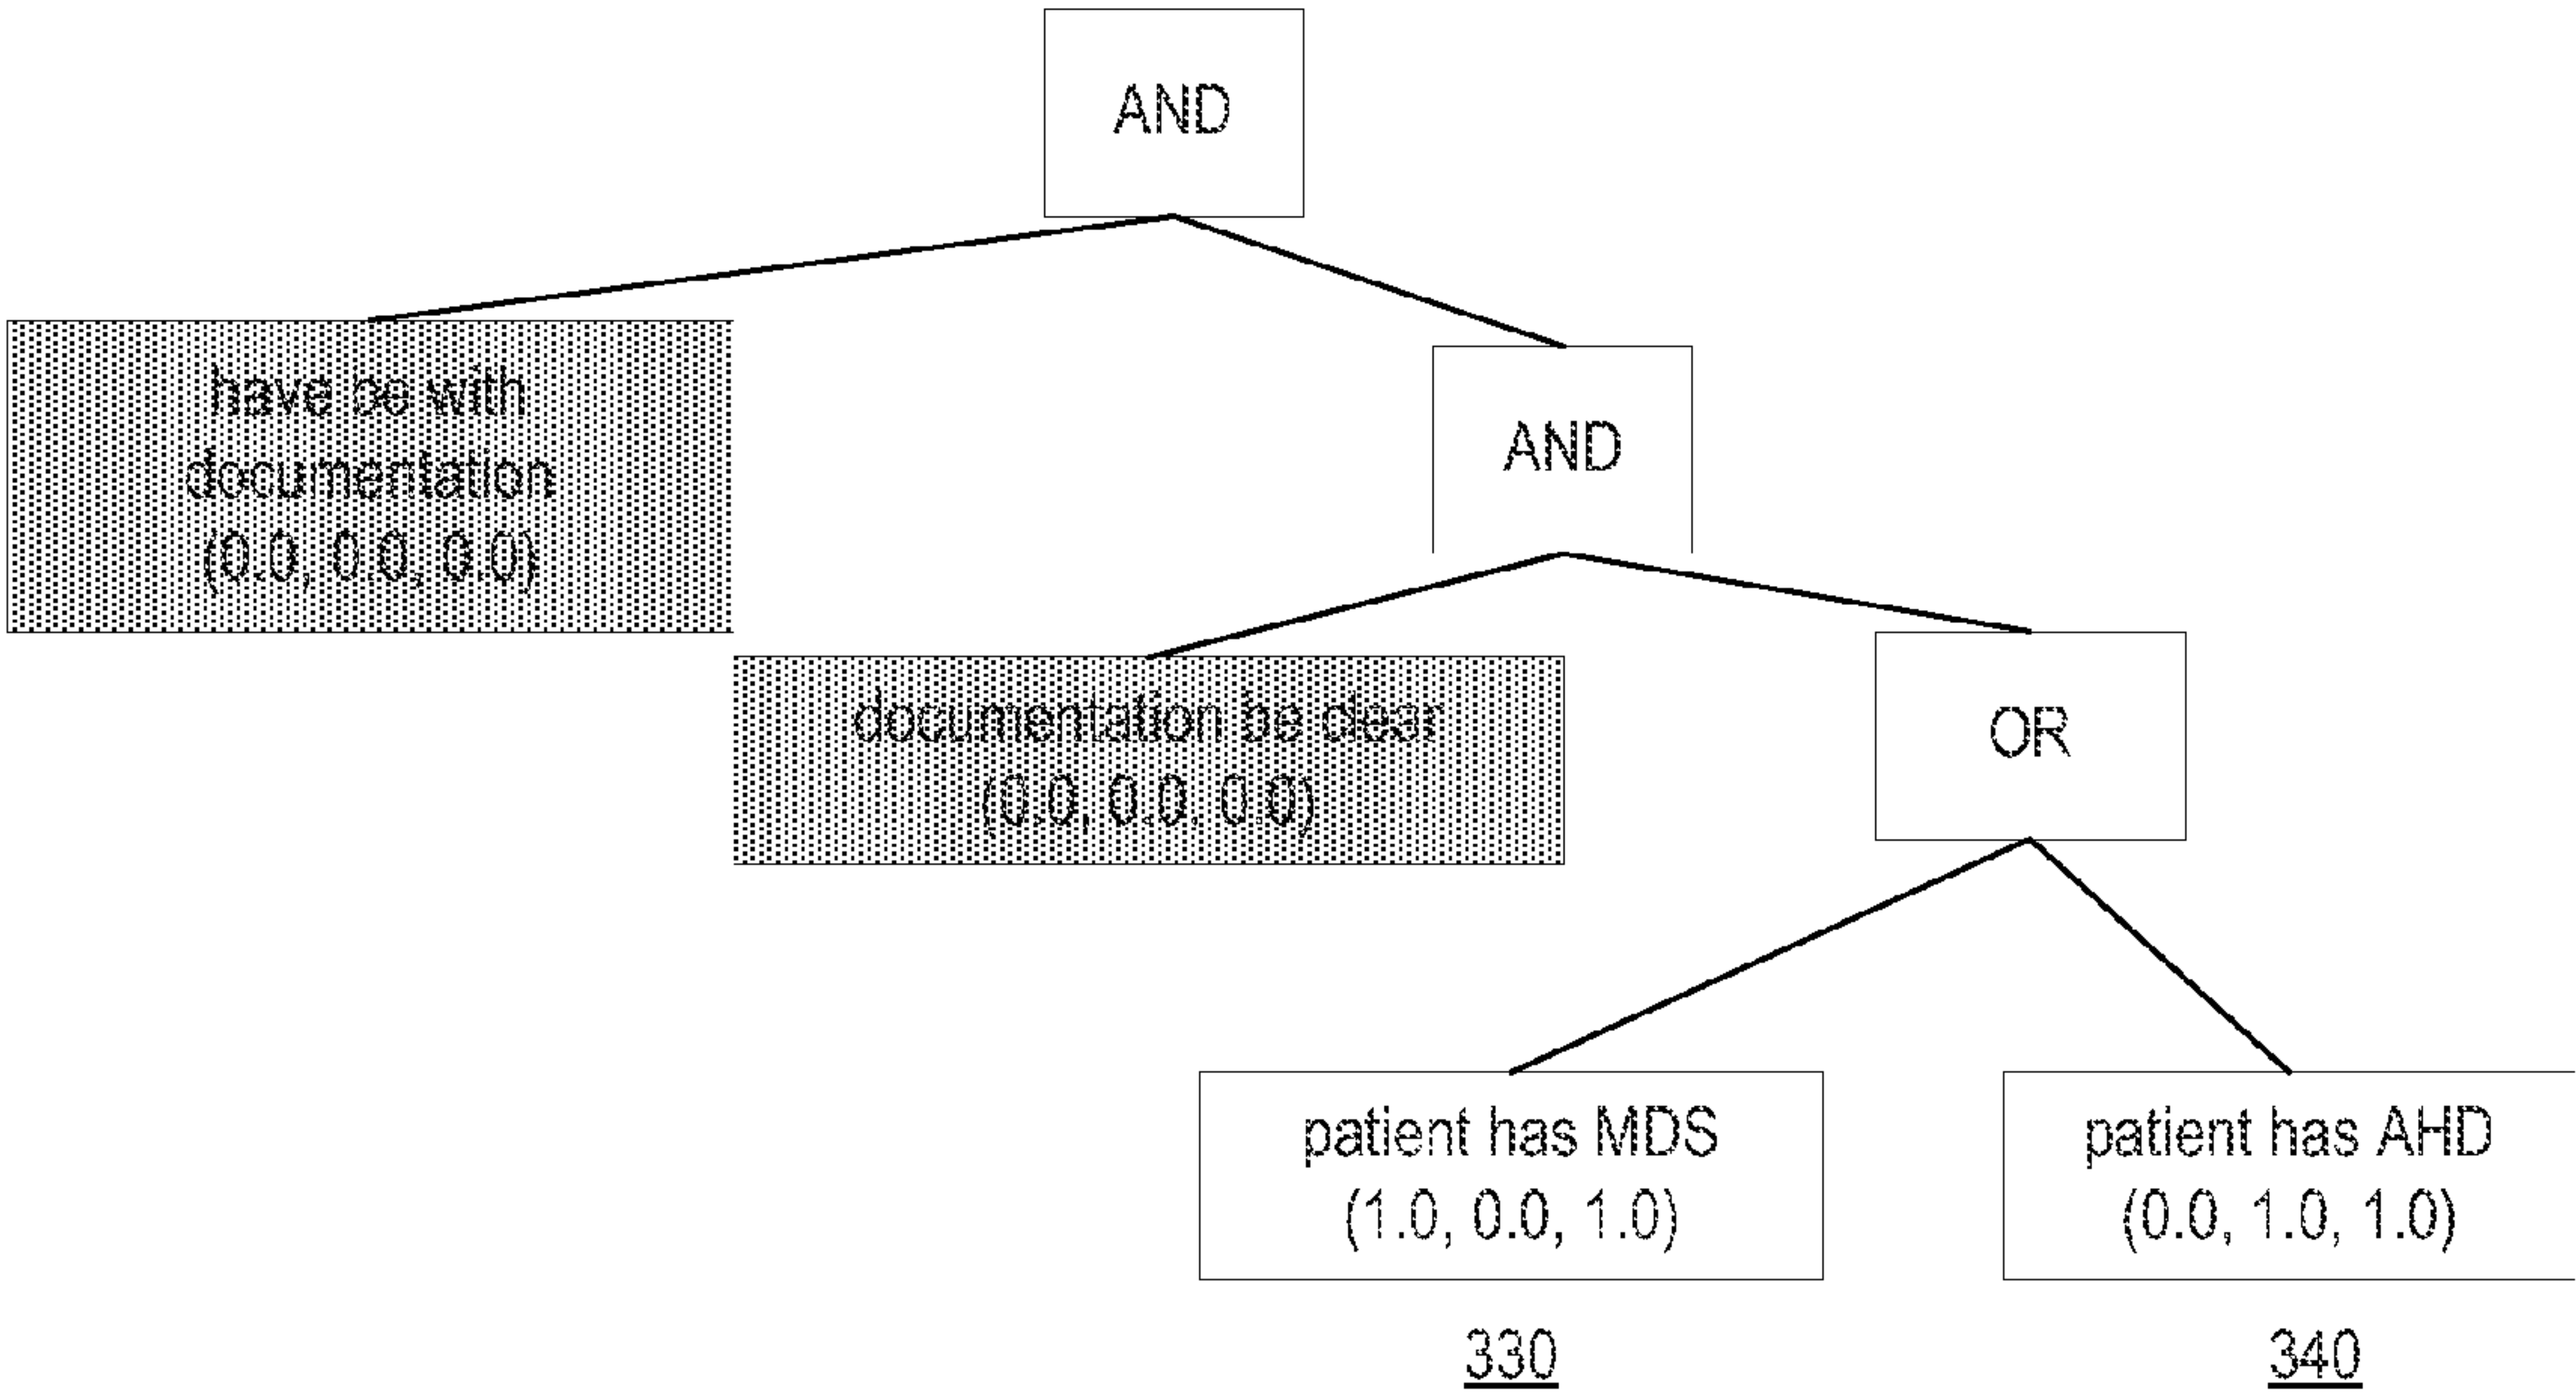 AND
have be with
documentation
(0.0, 0.0, 0.0)
AND
documentation be clear
(0.0, 0.0. 0.0)
OR
patient has MDS
(1.0, 0.0, 1.0)
patient has AHD
(0.0, 1.0, 1.0)
330
340